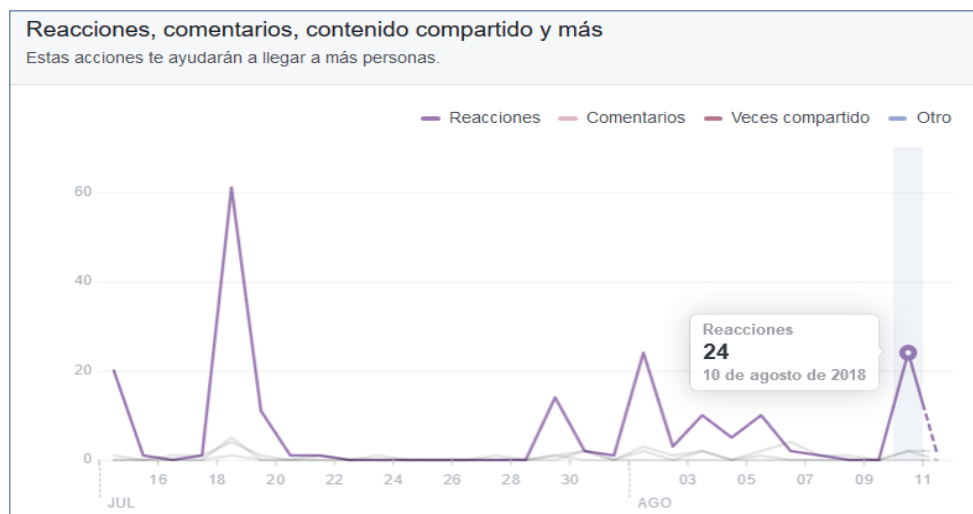 Reacciones, comentarios, contenido compartido y más
Estas acciones te ayudarán a llegar a más personas.
Reacciones Comentarios Veces compartido Otro
60
40
20
0
Reacciones
24
10 de agosto de 2018
16 18 20 22 24 26 28 30 03 05 07 09 11
JUL AGO